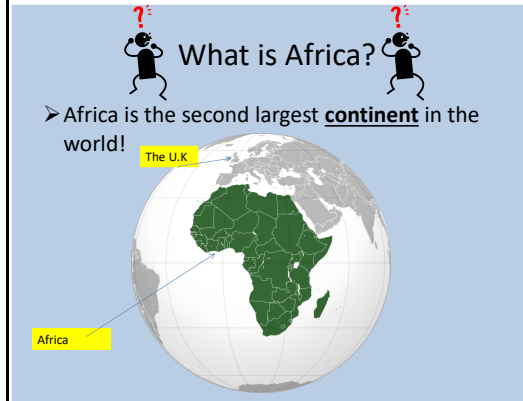 ? ?
What is Africa?
➢Africa is the second largest continent in the
world!
The U.K
Africa